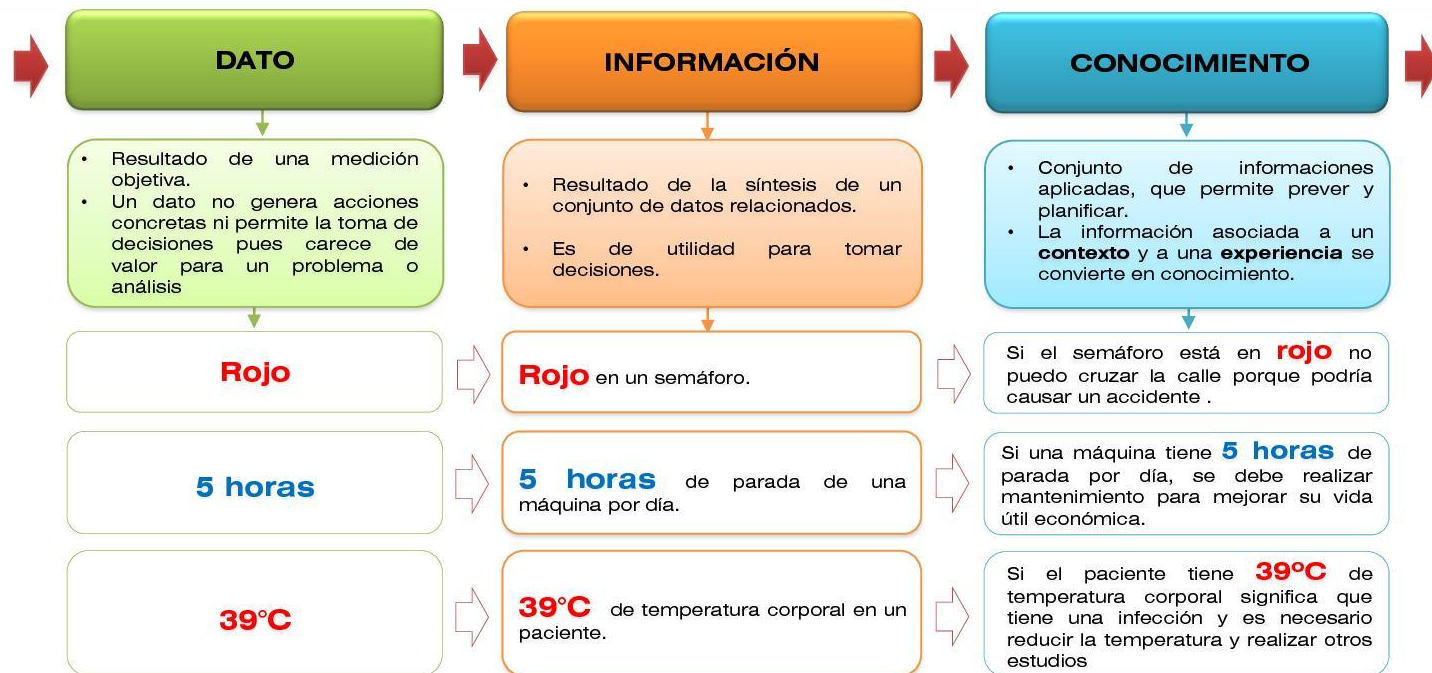 DATO
INFORMACIÓN
CONOCIMIENTO
• Resultado de una medición
objetiva.
• Un dato no genera acciones
concretas ni permite la toma de
decisiones pues carece de
valor para un problema o
análisis
• Resultado de la síntesis de un
conjunto de datos relacionados.
• Es de utilidad para tomar
decisiones.
• Conjunto de informaciones
aplicadas, que permite prever y
planificar.
• La información asociada a un
contexto y a una experiencia se
convierte en conocimiento.
Rojo
Rojo en un semáforo.
Si el semáforo está en rojo no
puedo cruzar la calle porque podría
causar un accidente .
5 horas
5 horas de parada de una
máquina por día.
Si una máquina tiene 5 horas de
parada por día, se debe realizar
mantenimiento para mejorar su vida
útil económica.
39°C
39°C de temperatura corporal en un
paciente.
Si el paciente tiene 39ºC de
temperatura corporal significa que
tiene una infección y es necesario
reducir la temperatura y realizar otros
estudios